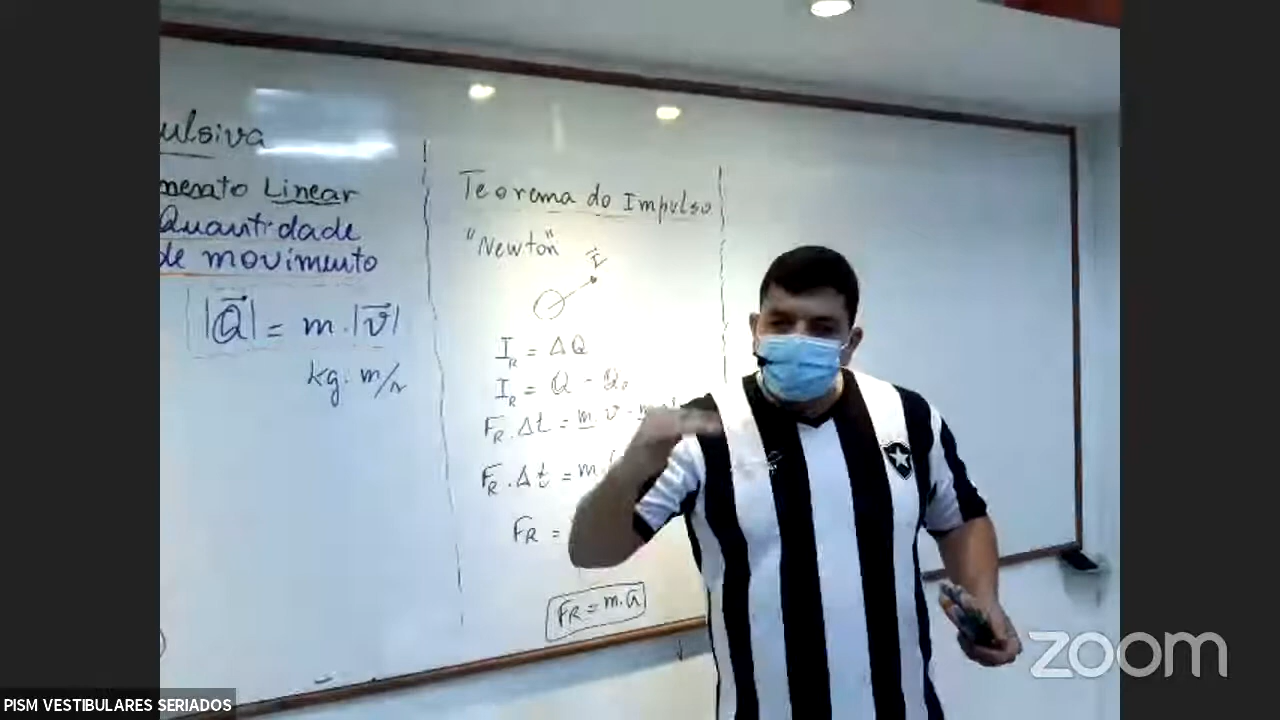 ulsiva
mento Linear
Quantidade
de movimento
|Q⃗| = m.|v⃗|
kg. m/s
Teorema do Impulso
"Newton"
I_R = ΔQ
I_R = Q - Q₀
F_R.Δt = m v -
F_R.Δt = m.
F_R =
F_R = m.a
zoom
PISM VESTIBULARES SERIADOS